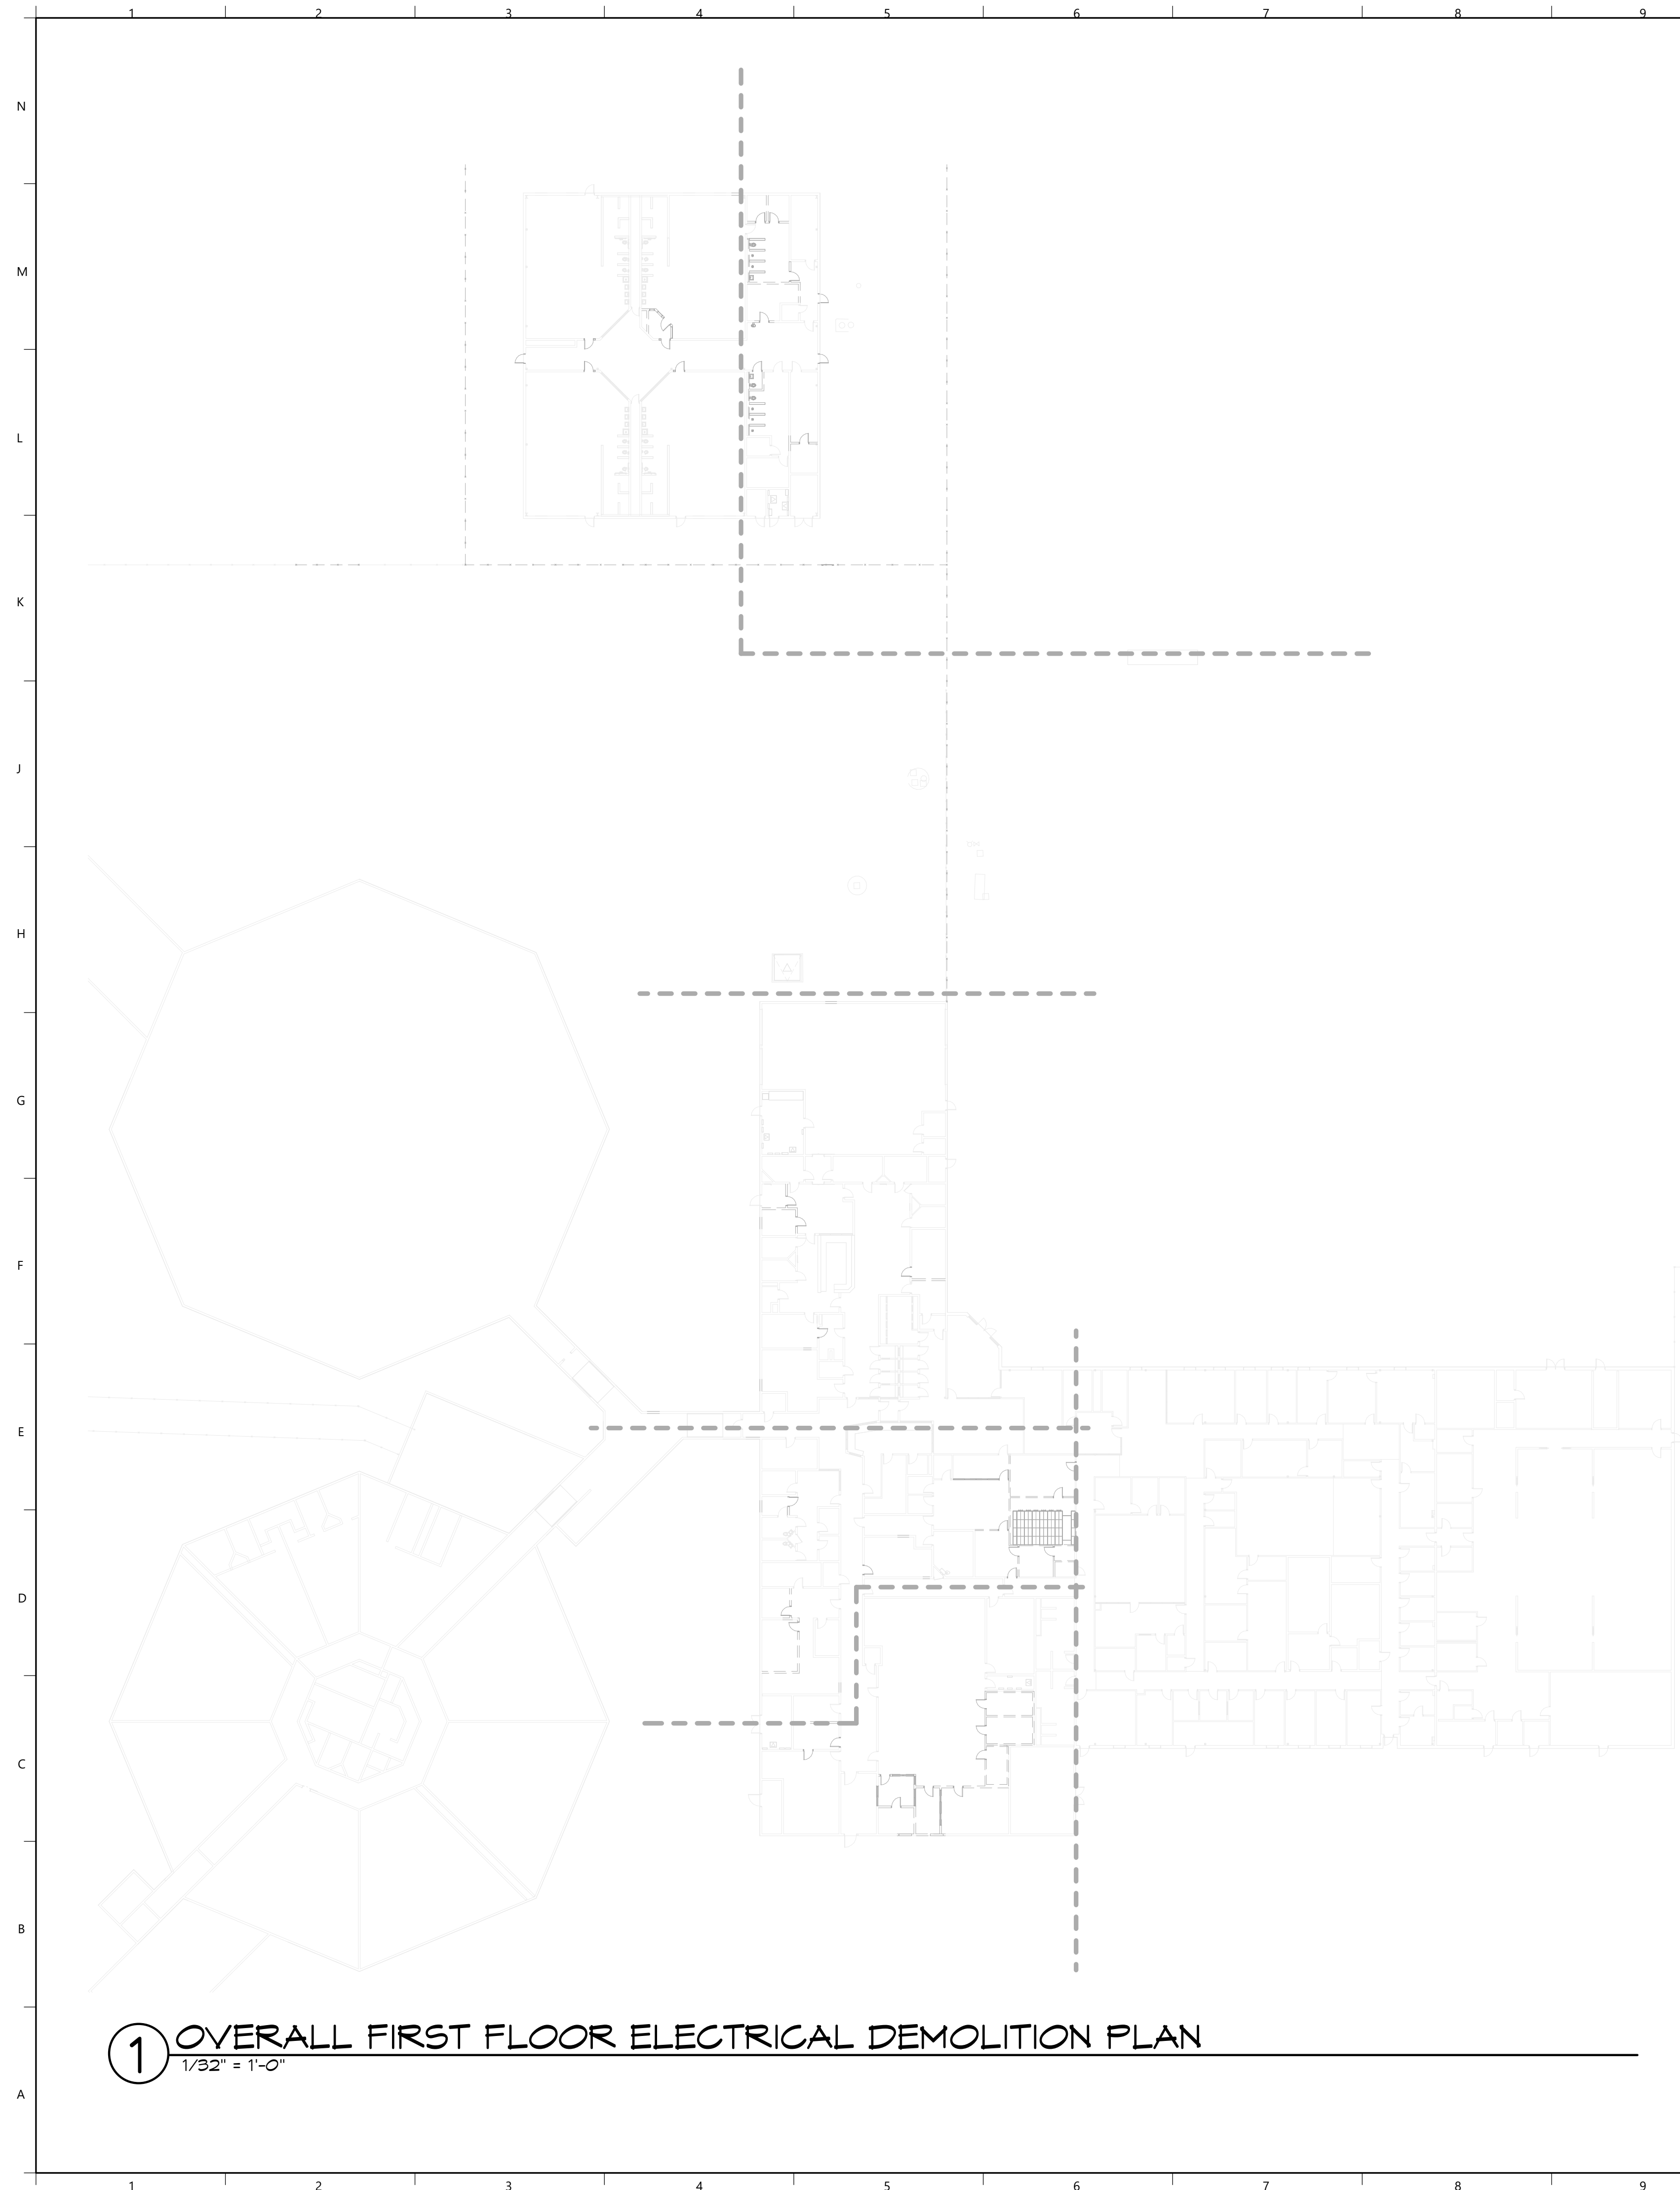 1 2 3 4 5 6 7 8 9
N
M
L
K
J
H
G
F
E
D
C
B
1 OVERALL FIRST FLOOR ELECTRICAL DEMOLITION PLAN
1/32" = 1'-0"
A
1 2 3 4 5 6 7 8 9